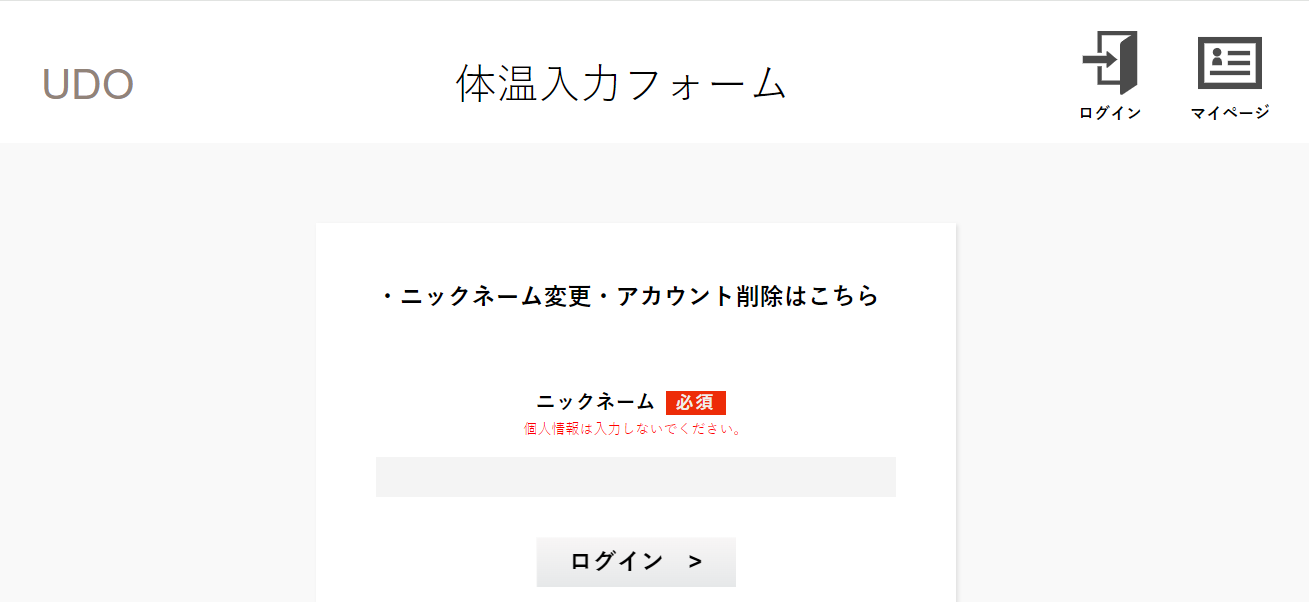 UDO
体温入力フォーム
ログイン
マイページ
・ニックネーム変更・アカウント削除はこちら
ニックネーム 必須
個人情報は入力しないでください。
ログイン　>